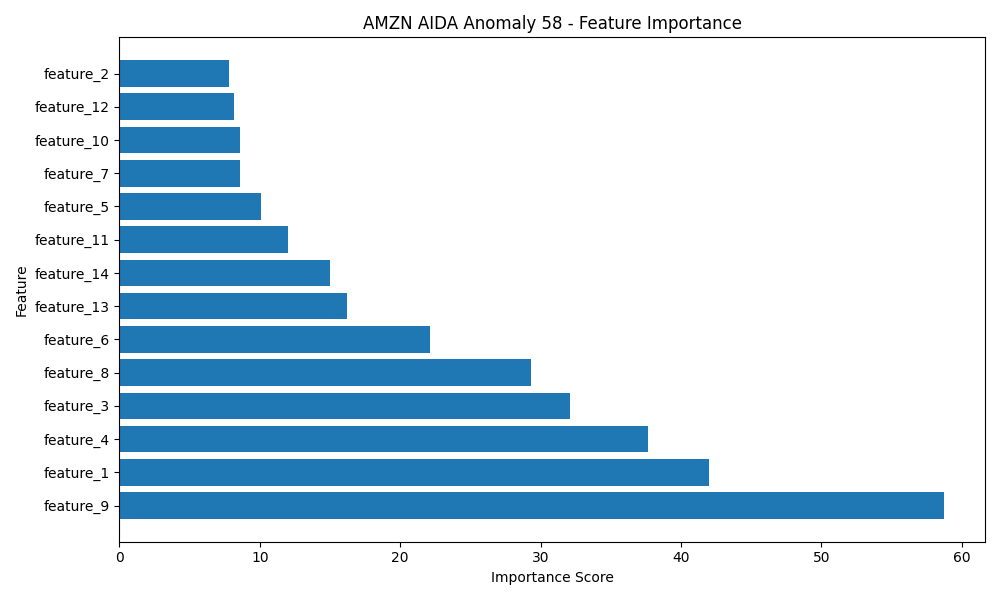 AMZN AIDA Anomaly 58 - Feature Importance
Feature
feature_2
feature_12
feature_10
feature_7
feature_5
feature_11
feature_14
feature_13
feature_6
feature_8
feature_3
feature_4
feature_1
feature_9
0 10 20 30 40 50 60
Importance Score